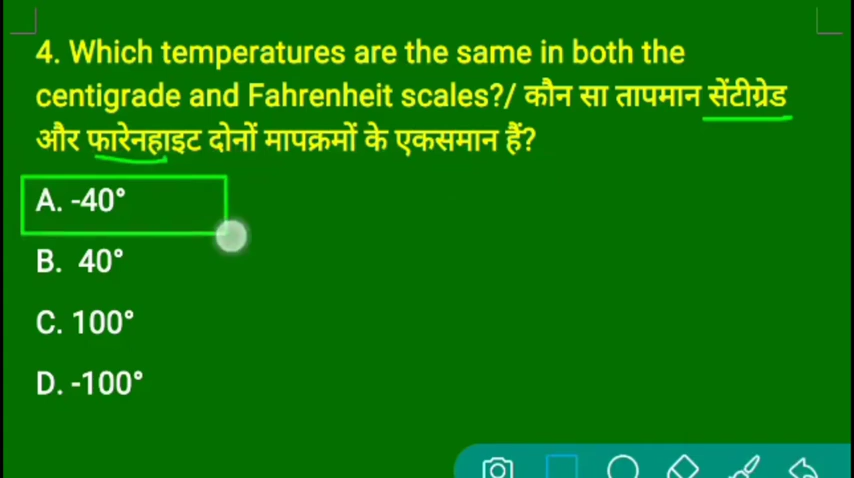 4. Which temperatures are the same in both the
centigrade and Fahrenheit scales?/ कौन सा तापमान सेंटीग्रेड
और फारेनहाइट दोनों मापक्रमों के एकसमान हैं?
A. -40°
B. 40°
C. 100°
D. -100°